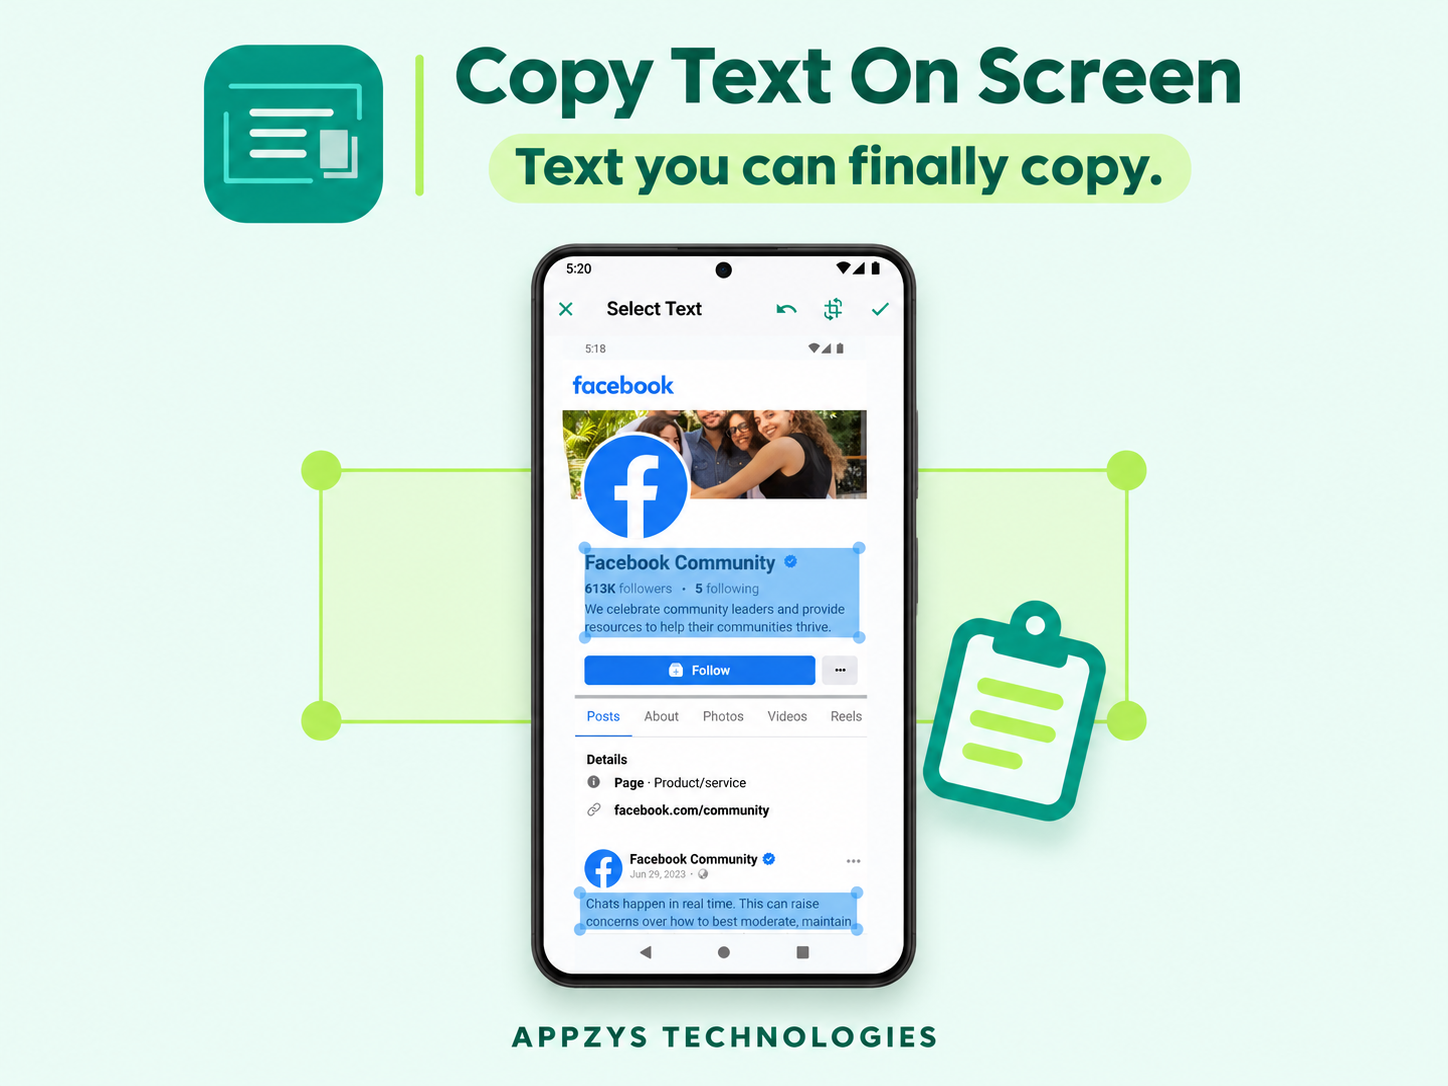 Copy Text On Screen
Text you can finally copy.
5:20
Select Text
5:18
facebook
Facebook Community
613K followers · 5 following
We celebrate community leaders and provide
resources to help their communities thrive.
Follow
Posts About Photos Videos Reels
Details
Page · Product/service
facebook.com/community
Facebook Community
Jun 29, 2023 ·
Chats happen in real time. This can raise
concerns over how to best moderate, maintain
APPZYS TECHNOLOGIES